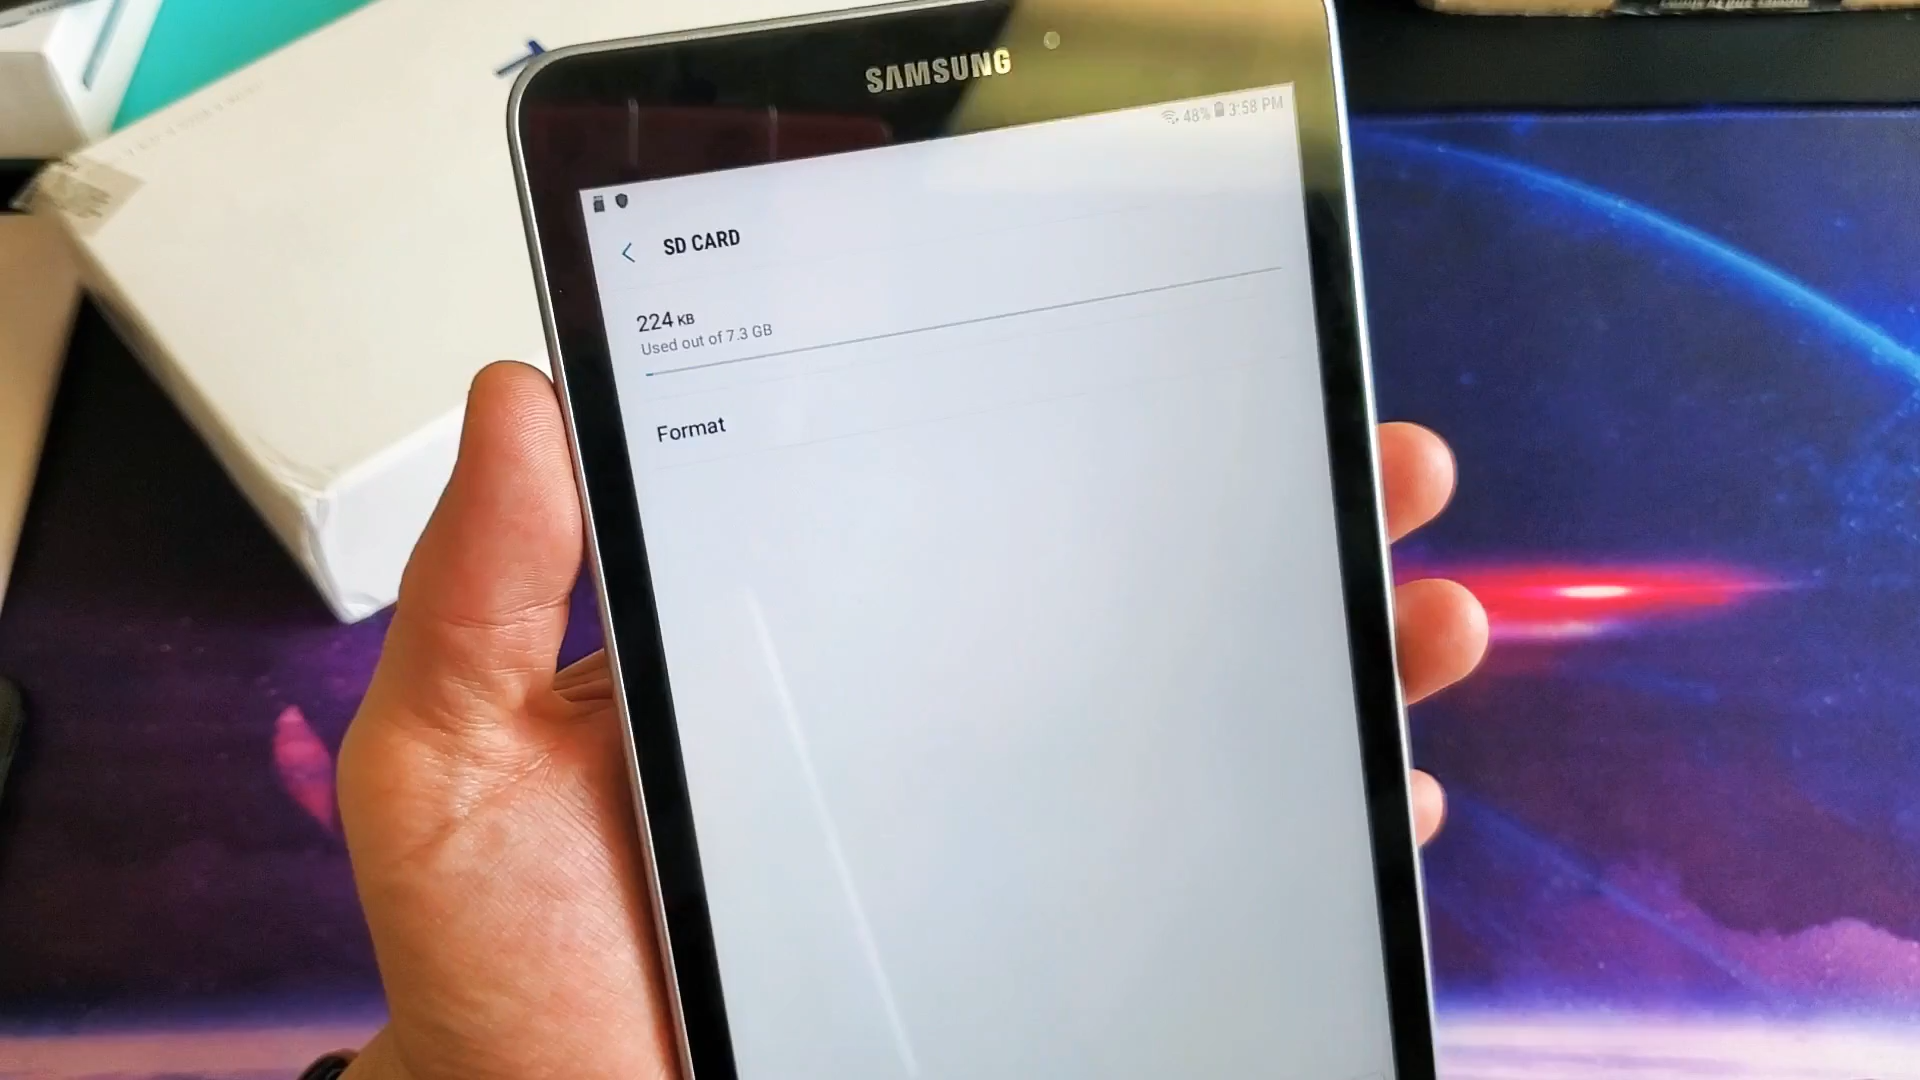 SAMSUNG
48% 3:58 PM
SD CARD
224 KB
Used out of 7.3 GB
Format